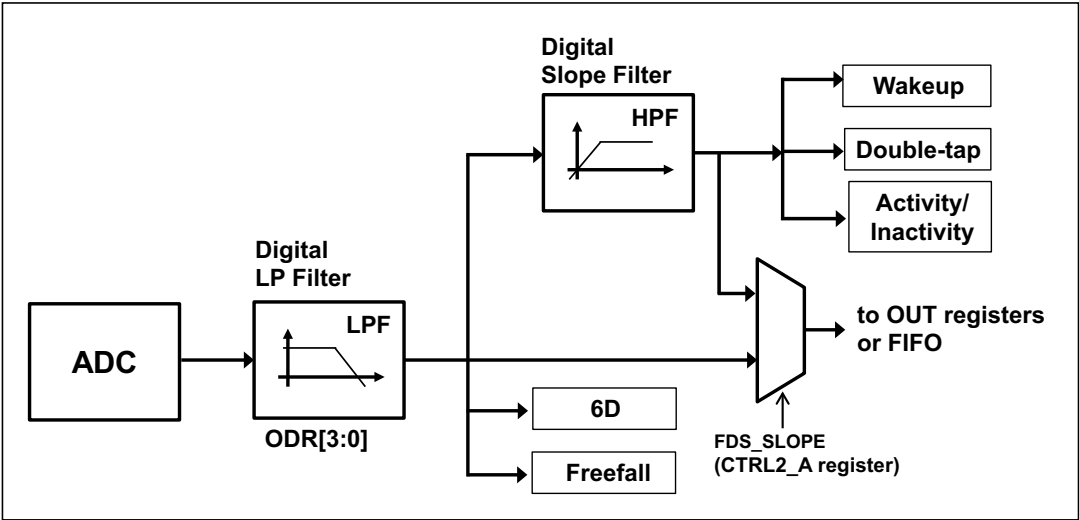 Digital
Slope Filter
HPF
Wakeup
Double-tap
Activity/
Inactivity
Digital
LP Filter
LPF
ADC
ODR[3:0]
to OUT registers
or FIFO
6D
Freefall
FDS_SLOPE
(CTRL2_A register)